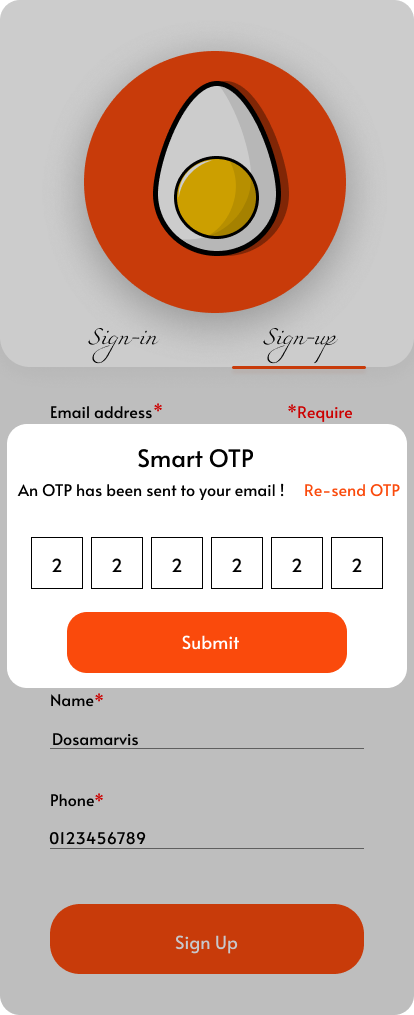 Sign-in Sign-up
Email address* *Require
Smart OTP
An OTP has been sent to your email ! Re-send OTP
2 2 2 2 2 2
Submit
Name*
Dosamarvis
Phone*
0123456789
Sign Up